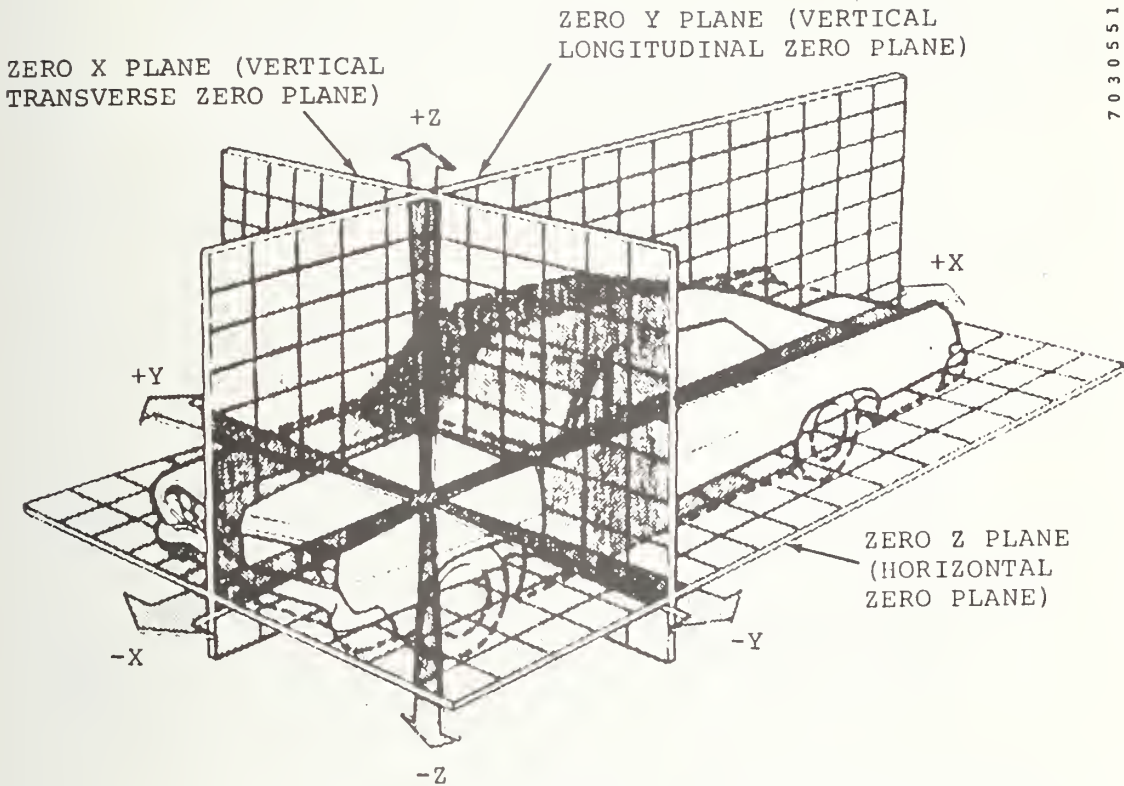 ZERO Y PLANE (VERTICAL
LONGITUDINAL ZERO PLANE)
ZERO X PLANE (VERTICAL
TRANSVERSE ZERO PLANE)
+Z
+X
+Y
ZERO Z PLANE
(HORIZONTAL
ZERO PLANE)
-X
-Y
-Z
7030551